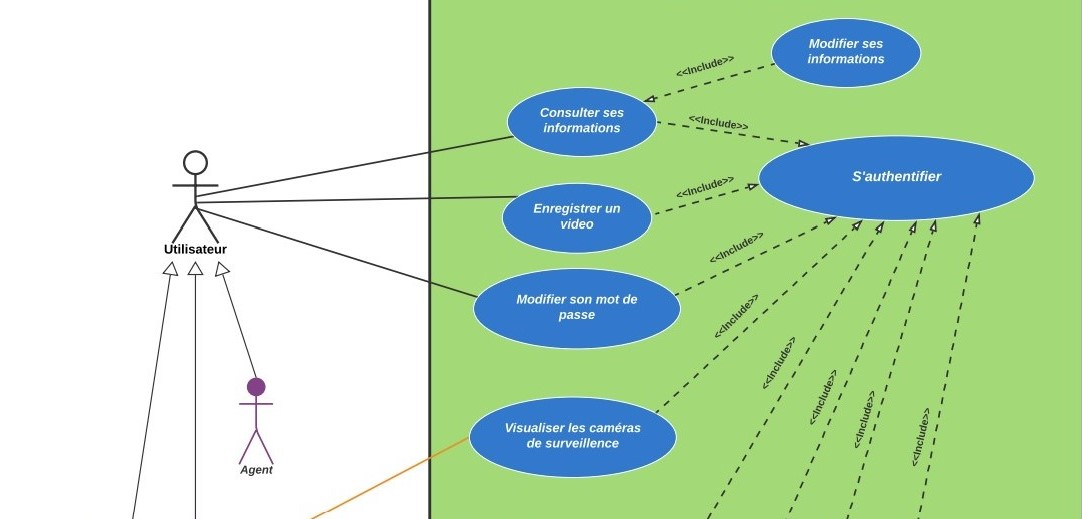 Modifier ses
informations
<<Include>>
Consulter ses
informations
<<Include>>
S'authentifier
<<Include>>
Enregistrer un
video
Utilisateur
<<Include>>
Modifier son mot de
passe
<<Include>>
<<Include>>
<<Include>>
<<Include>>
<<Include>>
Visualiser les caméras
de surveillence
Agent